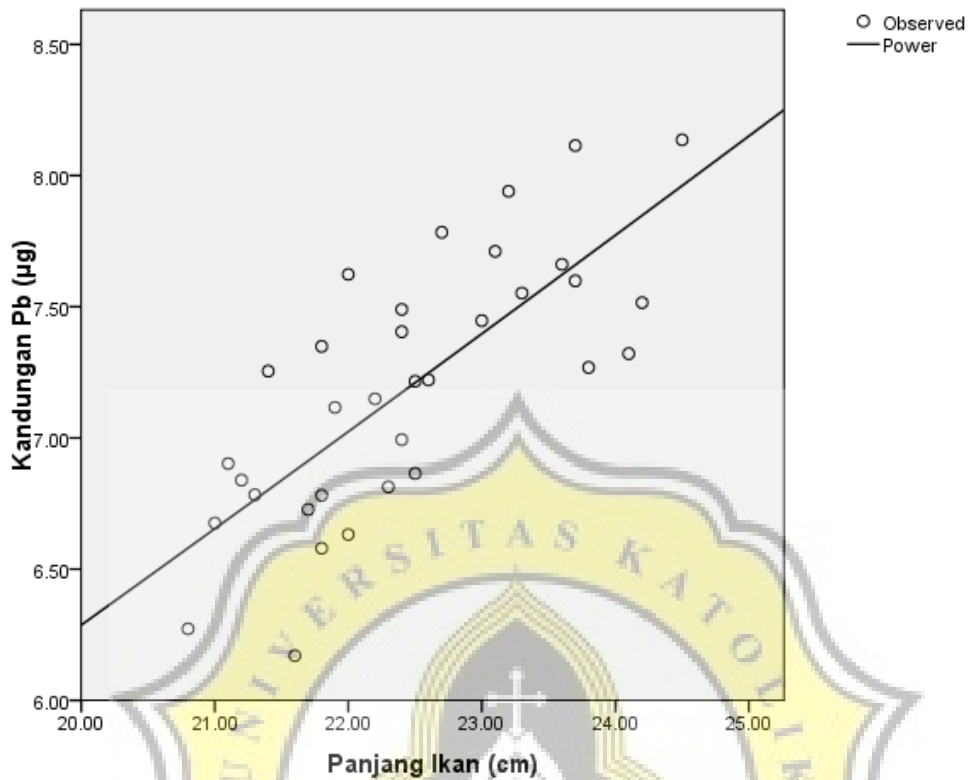 Observed
Power
8.50
8.00
7.50
7.00
6.50
6.00
Kandungan Pb (µg)
20.00 21.00 22.00 23.00 24.00 25.00
Panjang Ikan (cm)
UNIVERSITAS KATOLIK